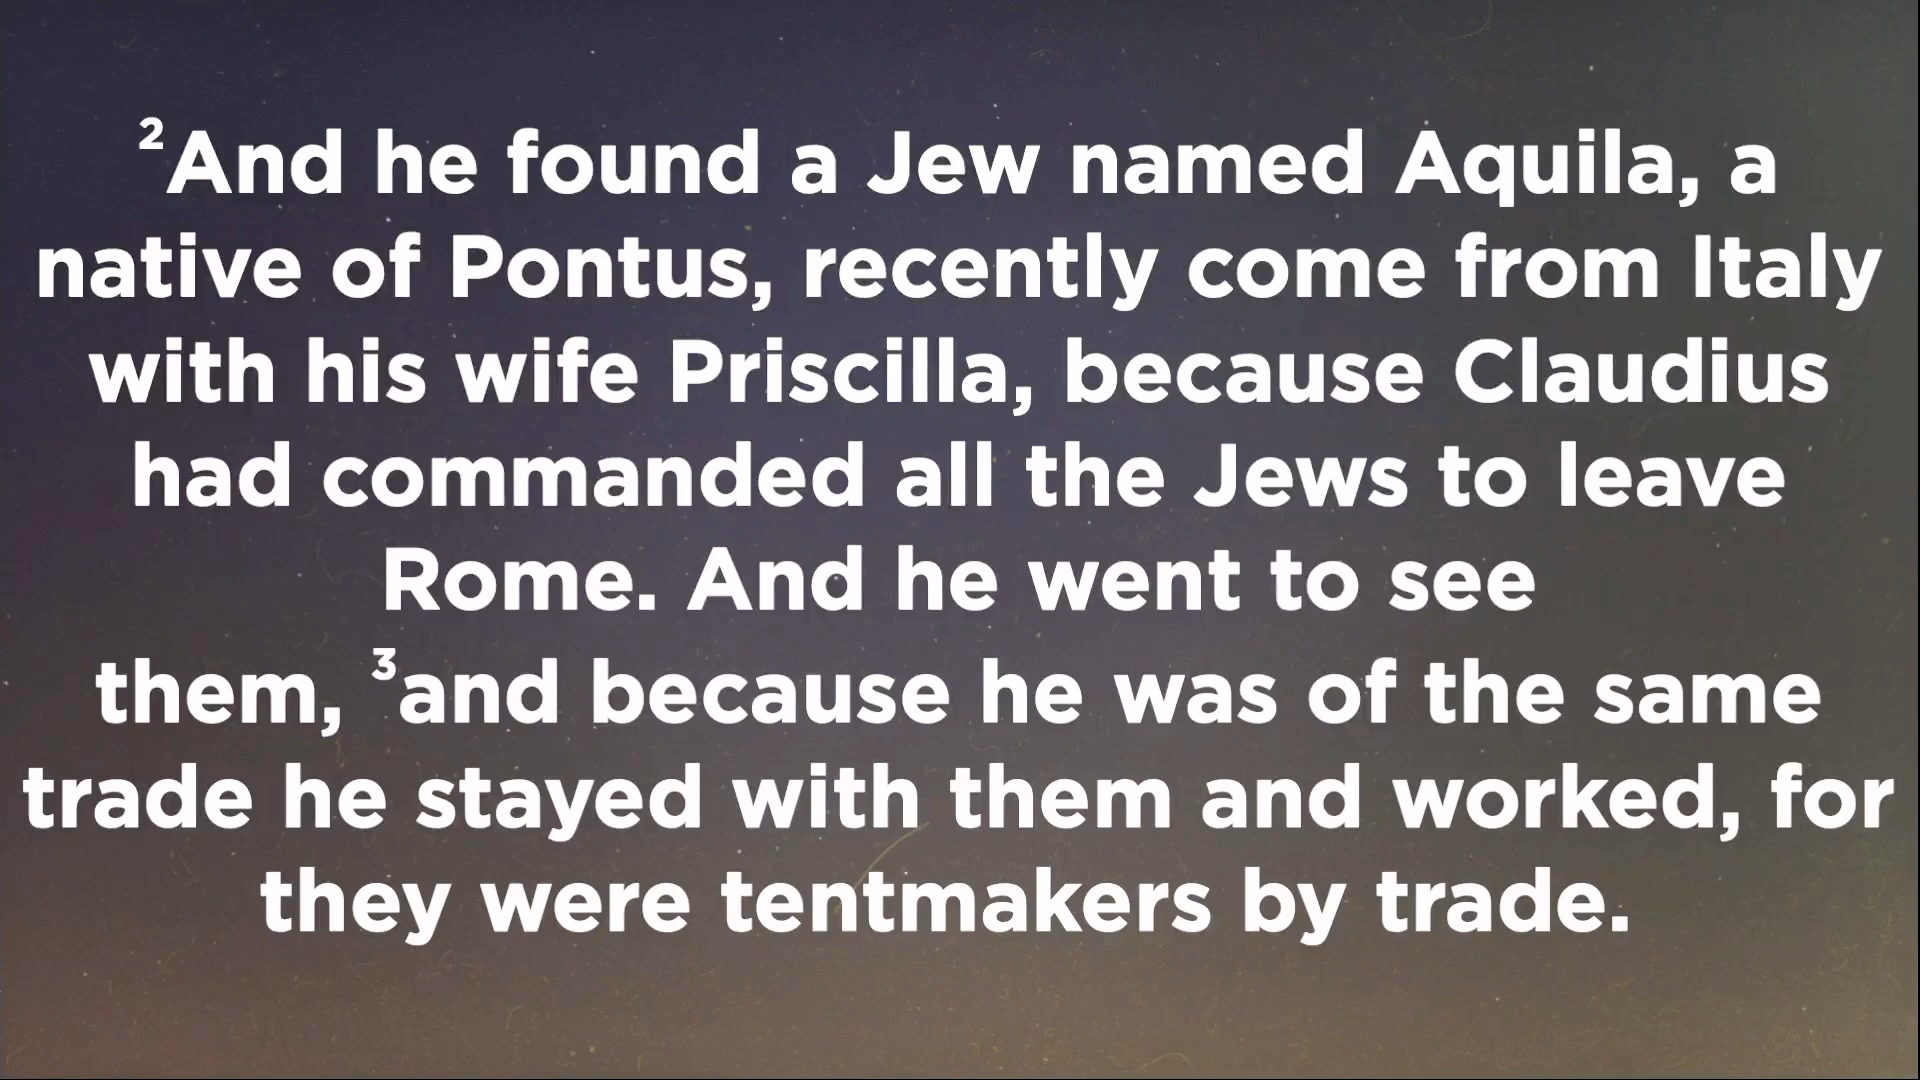 ²And he found a Jew named Aquila, a
native of Pontus, recently come from Italy
with his wife Priscilla, because Claudius
had commanded all the Jews to leave
Rome. And he went to see
them, ³and because he was of the same
trade he stayed with them and worked, for
they were tentmakers by trade.